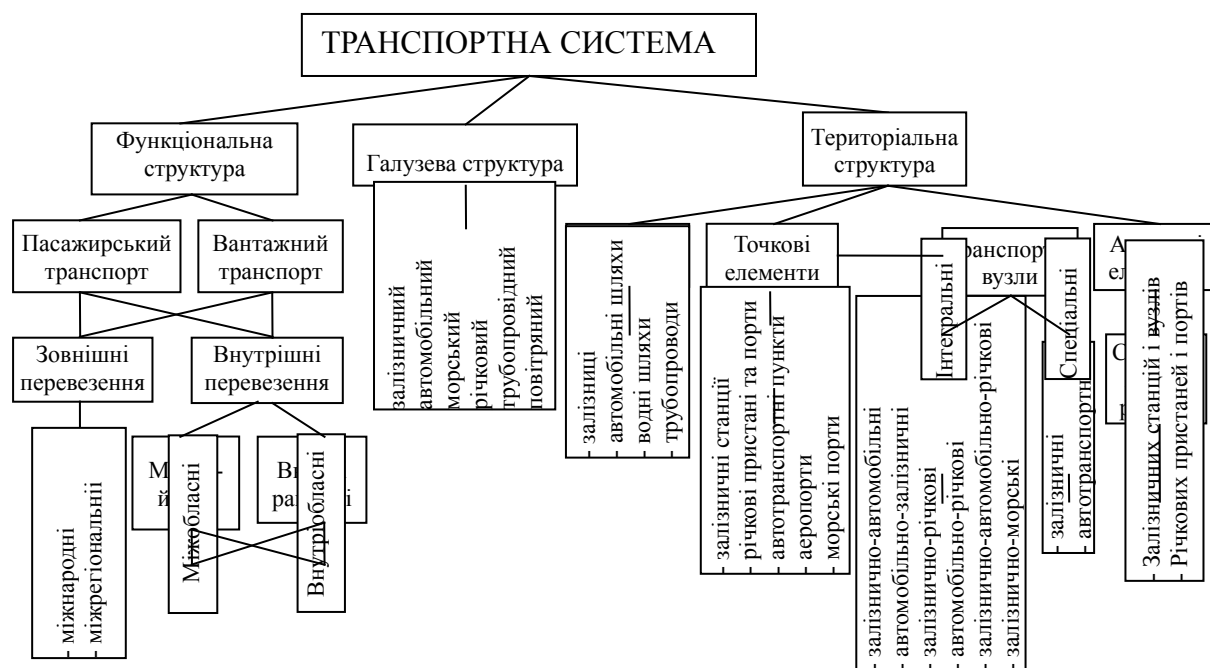 ТРАНСПОРТНА СИСТЕМА
Функціональна
структура
Галузева структура
Територіальна
структура
Пасажирський
транспорт
Вантажний
транспорт
Зовнішні
перевезення
Внутрішні
перевезення
- міжнародні
- міжрегіональнії
Міжобласні
Внутріобласні
- залізничний
- автомобільний
- морський
- річковий
- трубопровідний
- повітряний
- залізниці
- автомобільні шляхи
- водні шляхи
- трубопроводи
Точкові
елементи
- залізничні станції
- річкові пристані та порти
- автотранспортні пункти
- аеропорти
- морські порти
вузли
Інтегральні
Спеціальні
- залізнично-автомобільні
- автомобільно-залізничні
- залізнично-річкові
- автомобільно-річкові
- залізнично-автомобільно-річкові
- залізнично-морські
- залізничні
- автотранспортні
- Залізничних станцій і вузлів
- Річкових пристаней і портів